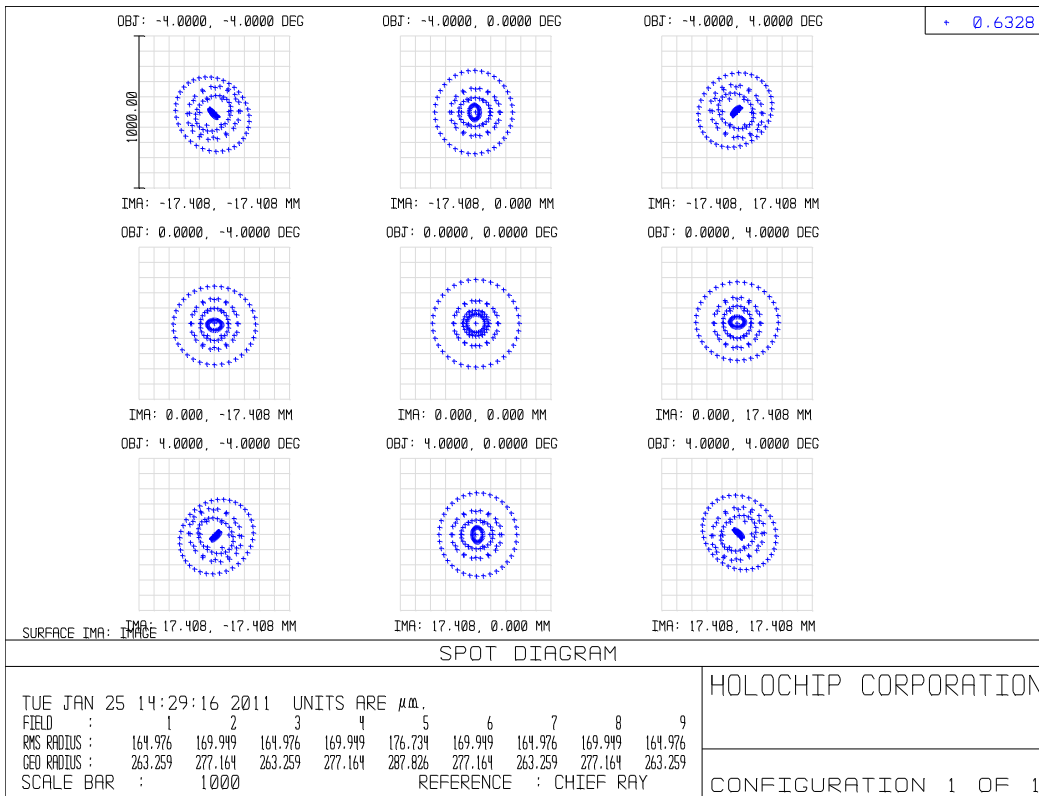 OBJ: -4.0000, -4.0000 DEG
OBJ: -4.0000, 0.0000 DEG
OBJ: -4.0000, 4.0000 DEG
+ 0.6328
1000.00
IMA: -17.408, -17.408 MM
IMA: -17.408, 0.000 MM
IMA: -17.408, 17.408 MM
OBJ: 0.0000, -4.0000 DEG
OBJ: 0.0000, 0.0000 DEG
OBJ: 0.0000, 4.0000 DEG
IMA: 0.000, -17.408 MM
IMA: 0.000, 0.000 MM
IMA: 0.000, 17.408 MM
OBJ: 4.0000, -4.0000 DEG
OBJ: 4.0000, 0.0000 DEG
OBJ: 4.0000, 4.0000 DEG
IMA: 17.408, -17.408 MM
IMA: 17.408, 0.000 MM
IMA: 17.408, 17.408 MM
SURFACE IMA: IMAGE
SPOT DIAGRAM
TUE JAN 25 14:29:16 2011 UNITS ARE µm.
FIELD : 1 2 3 4 5 6 7 8 9
RMS RADIUS : 164.976 169.949 164.976 169.949 176.734 169.949 164.976 169.949 164.976
GEO RADIUS : 263.259 277.164 263.259 277.164 287.826 277.164 263.259 277.164 263.259
SCALE BAR : 1000 REFERENCE : CHIEF RAY
HOLOCHIP CORPORATION
CONFIGURATION 1 OF 1